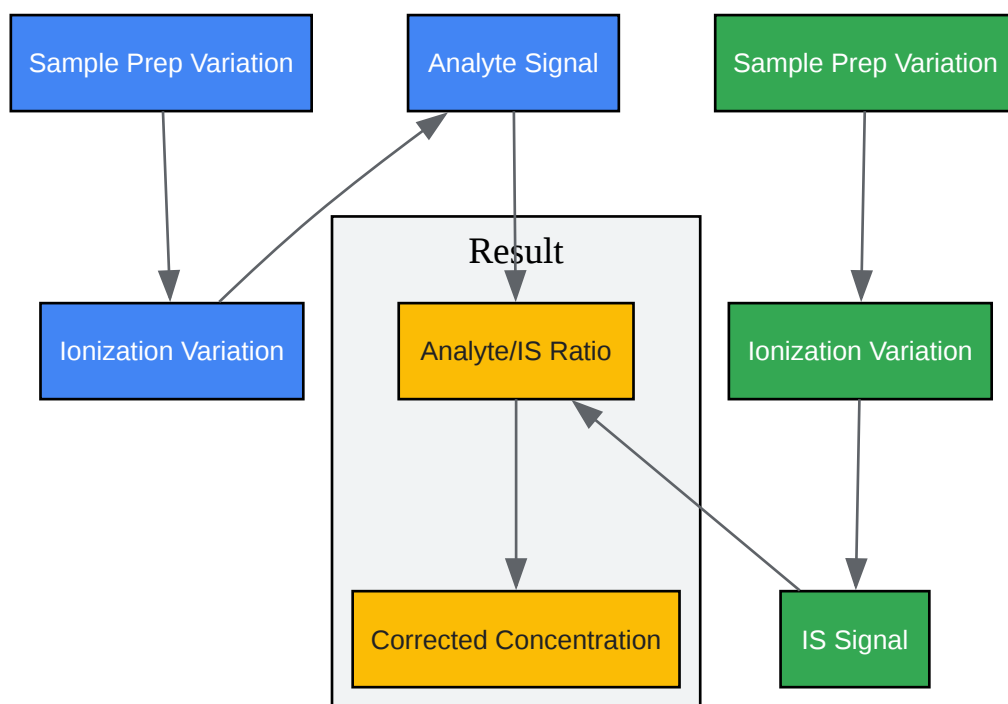 Sample Prep Variation
Analyte Signal
Sample Prep Variation
Result
Ionization Variation
Analyte/IS Ratio
Ionization Variation
Corrected Concentration
IS Signal